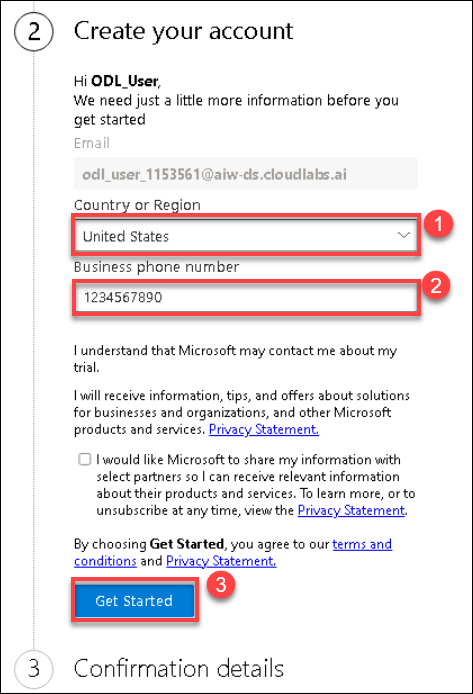 2 Create your account
Hi ODL_User,
We need just a little more information before you
get started
Email
odl_user_1153561@aiw-ds.cloudlabs.ai
Country or Region
1
United States
Business phone number
2
1234567890
I understand that Microsoft may contact me about my
trial.
I will receive information, tips, and offers about solutions
for businesses and organizations, and other Microsoft
products and services. Privacy Statement.
I would like Microsoft to share my information with
select partners so I can receive relevant information
about their products and services. To learn more, or to
unsubscribe at any time, view the Privacy Statement.
By choosing Get Started, you agree to our terms and
conditions and Privacy Statement.
3
Get Started
3 Confirmation details